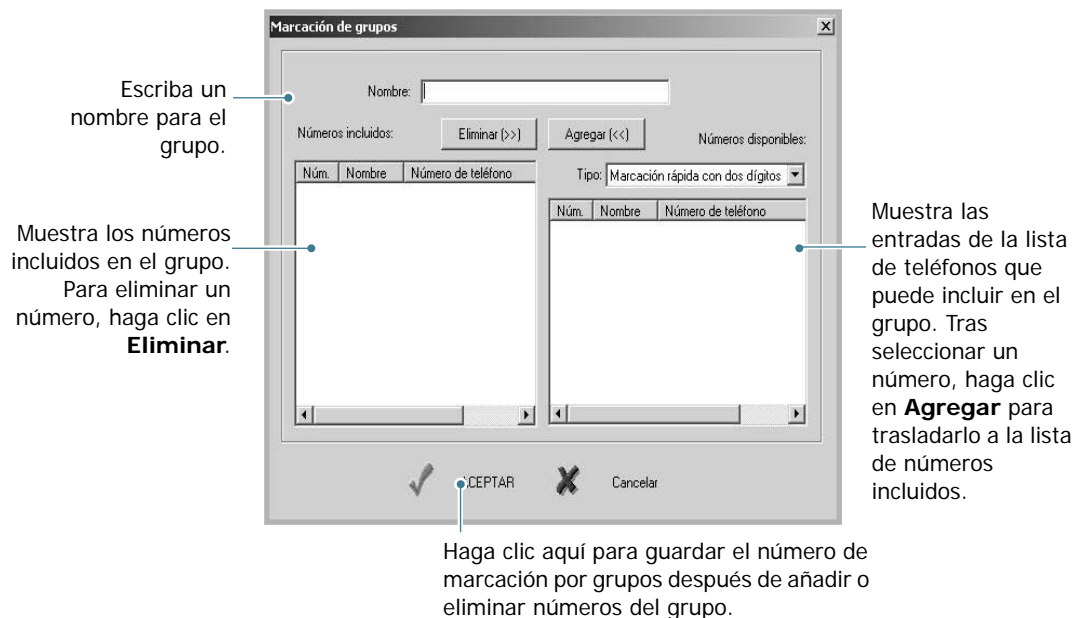 Marcación de grupos
Escriba un
nombre para el
grupo.
Nombre:
Números incluidos:
Eliminar (>>)
Agregar (<<)
Números disponibles:
Núm. Nombre Número de teléfono
Tipo: Marcación rápida con dos dígitos
Núm. Nombre Número de teléfono
Muestra los números
incluidos en el grupo.
Para eliminar un
número, haga clic en
Eliminar.
Muestra las
entradas de la lista
de teléfonos que
puede incluir en el
grupo. Tras
seleccionar un
número, haga clic
en Agregar para
trasladarlo a la lista
de números
incluidos.
ACEPTAR
Cancelar
Haga clic aquí para guardar el número de
marcación por grupos después de añadir o
eliminar números del grupo.